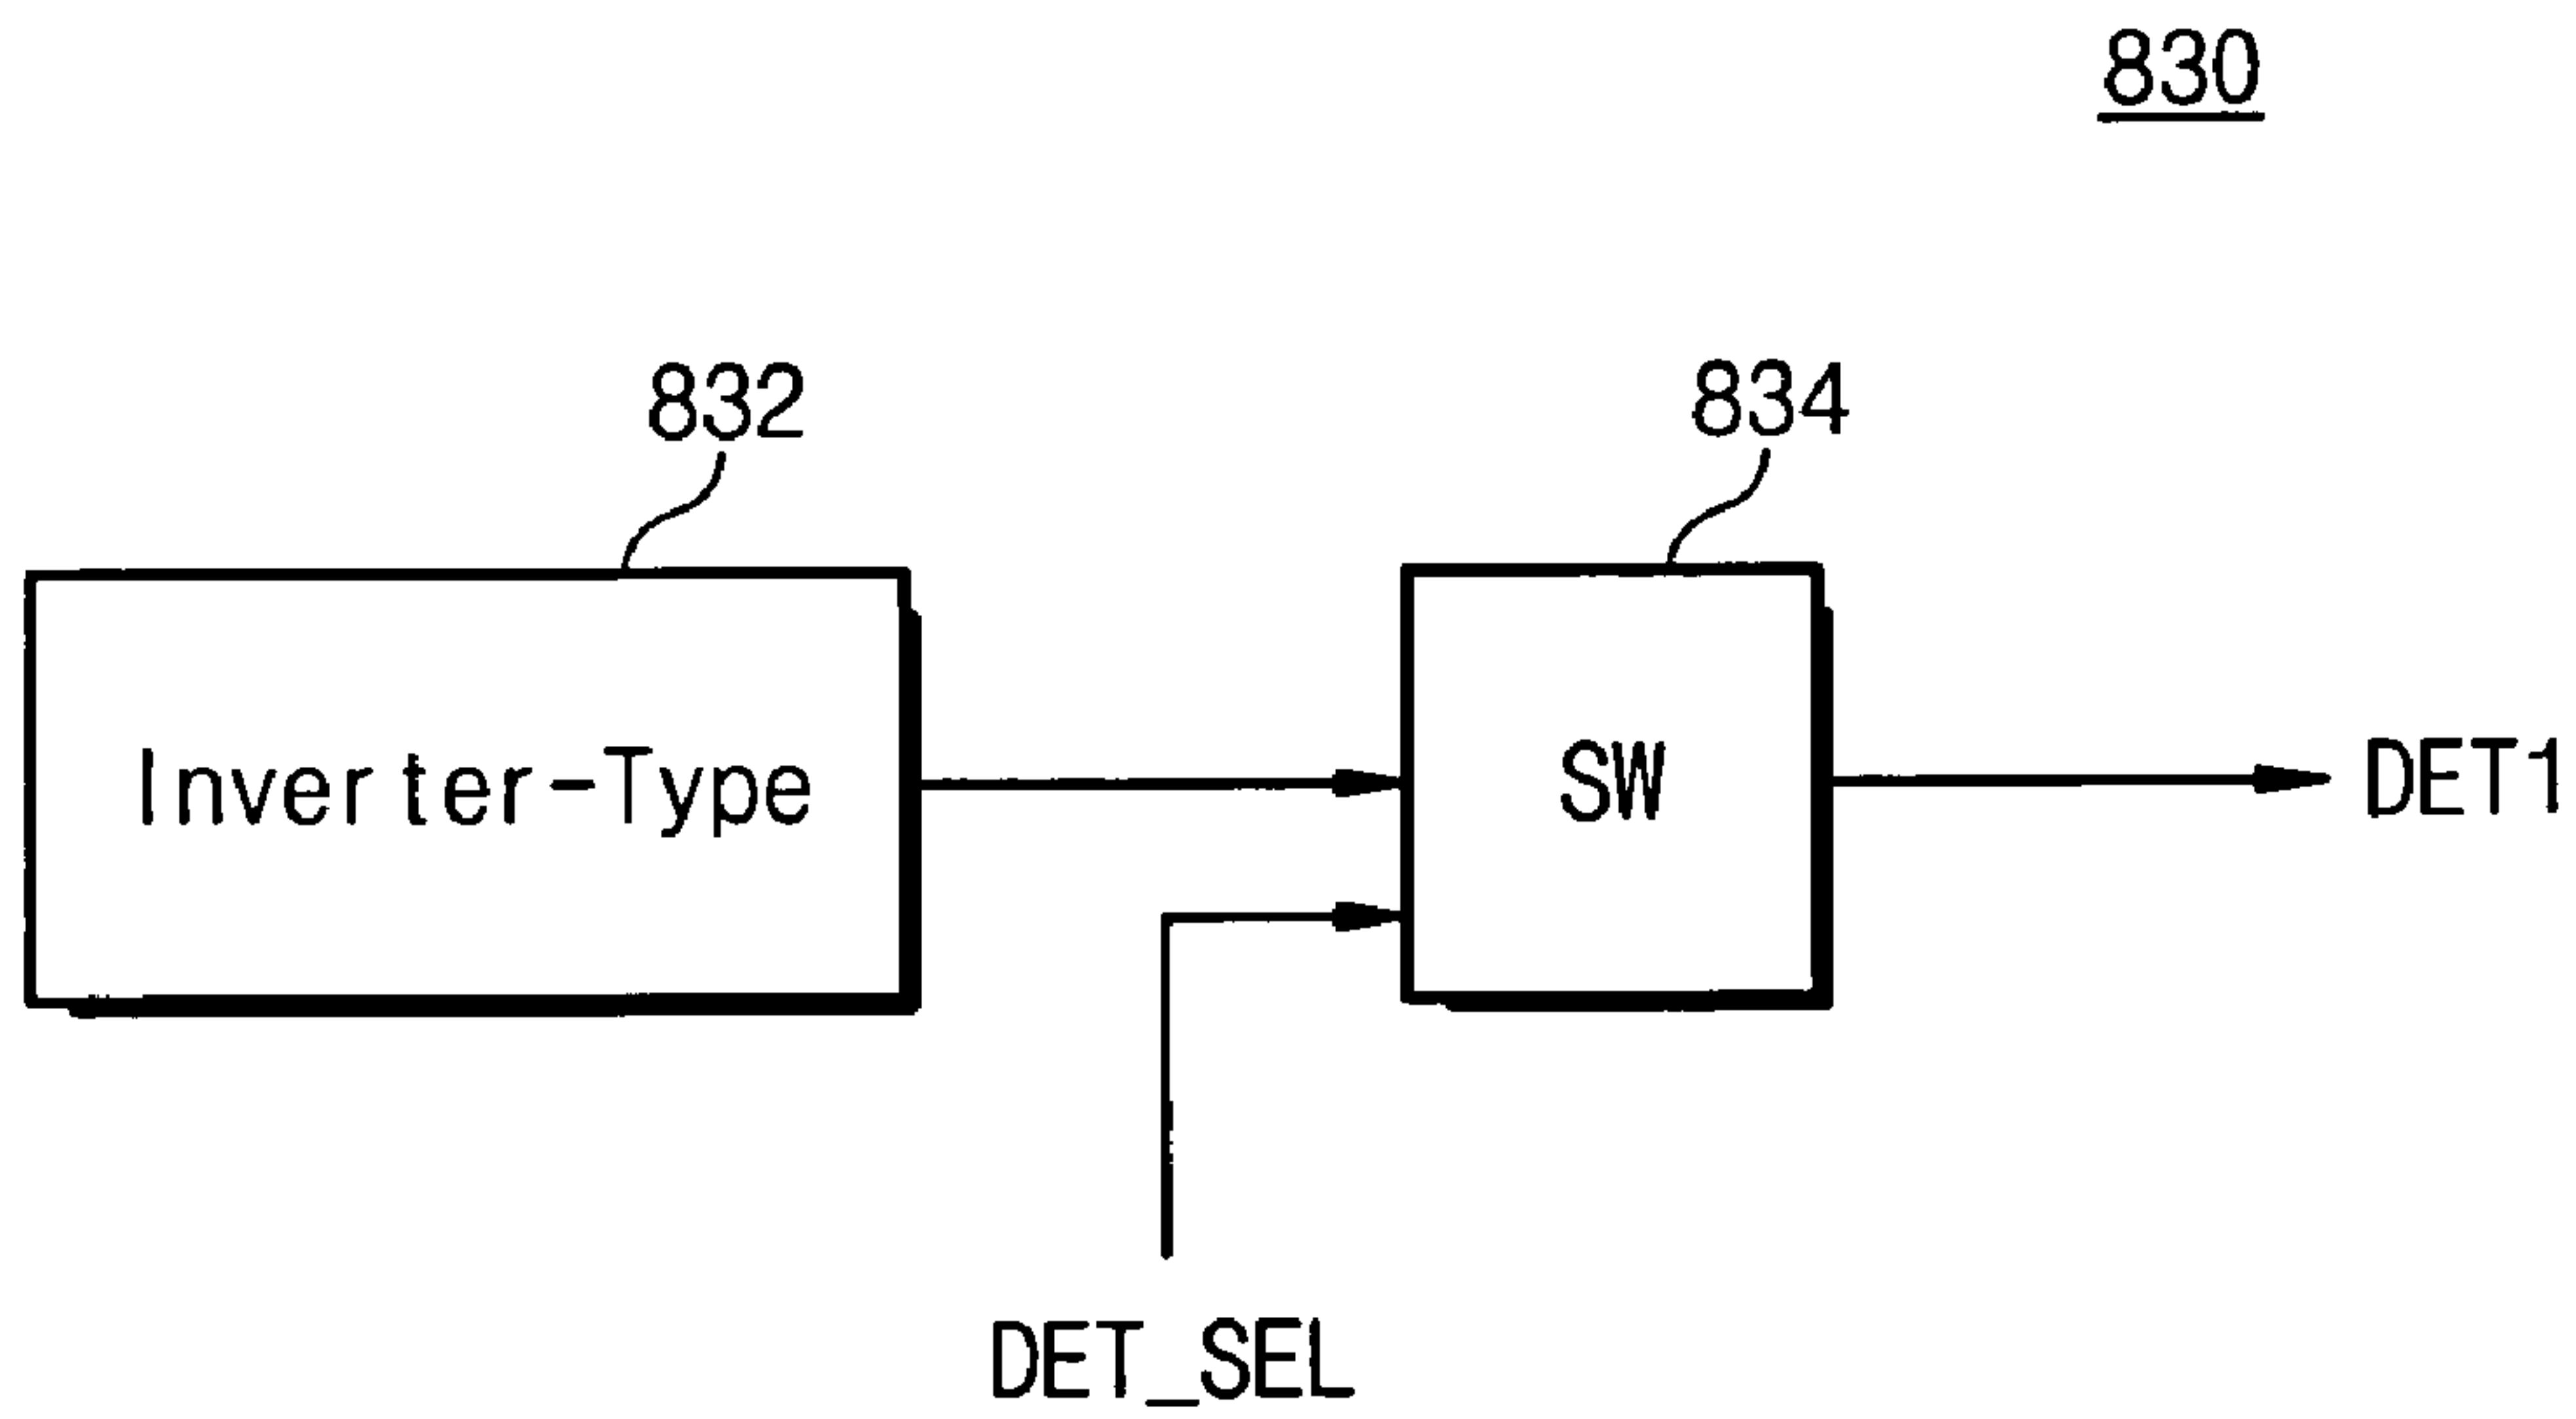 830
832
834
Inverter-Type
SW
DET1
DET_SEL